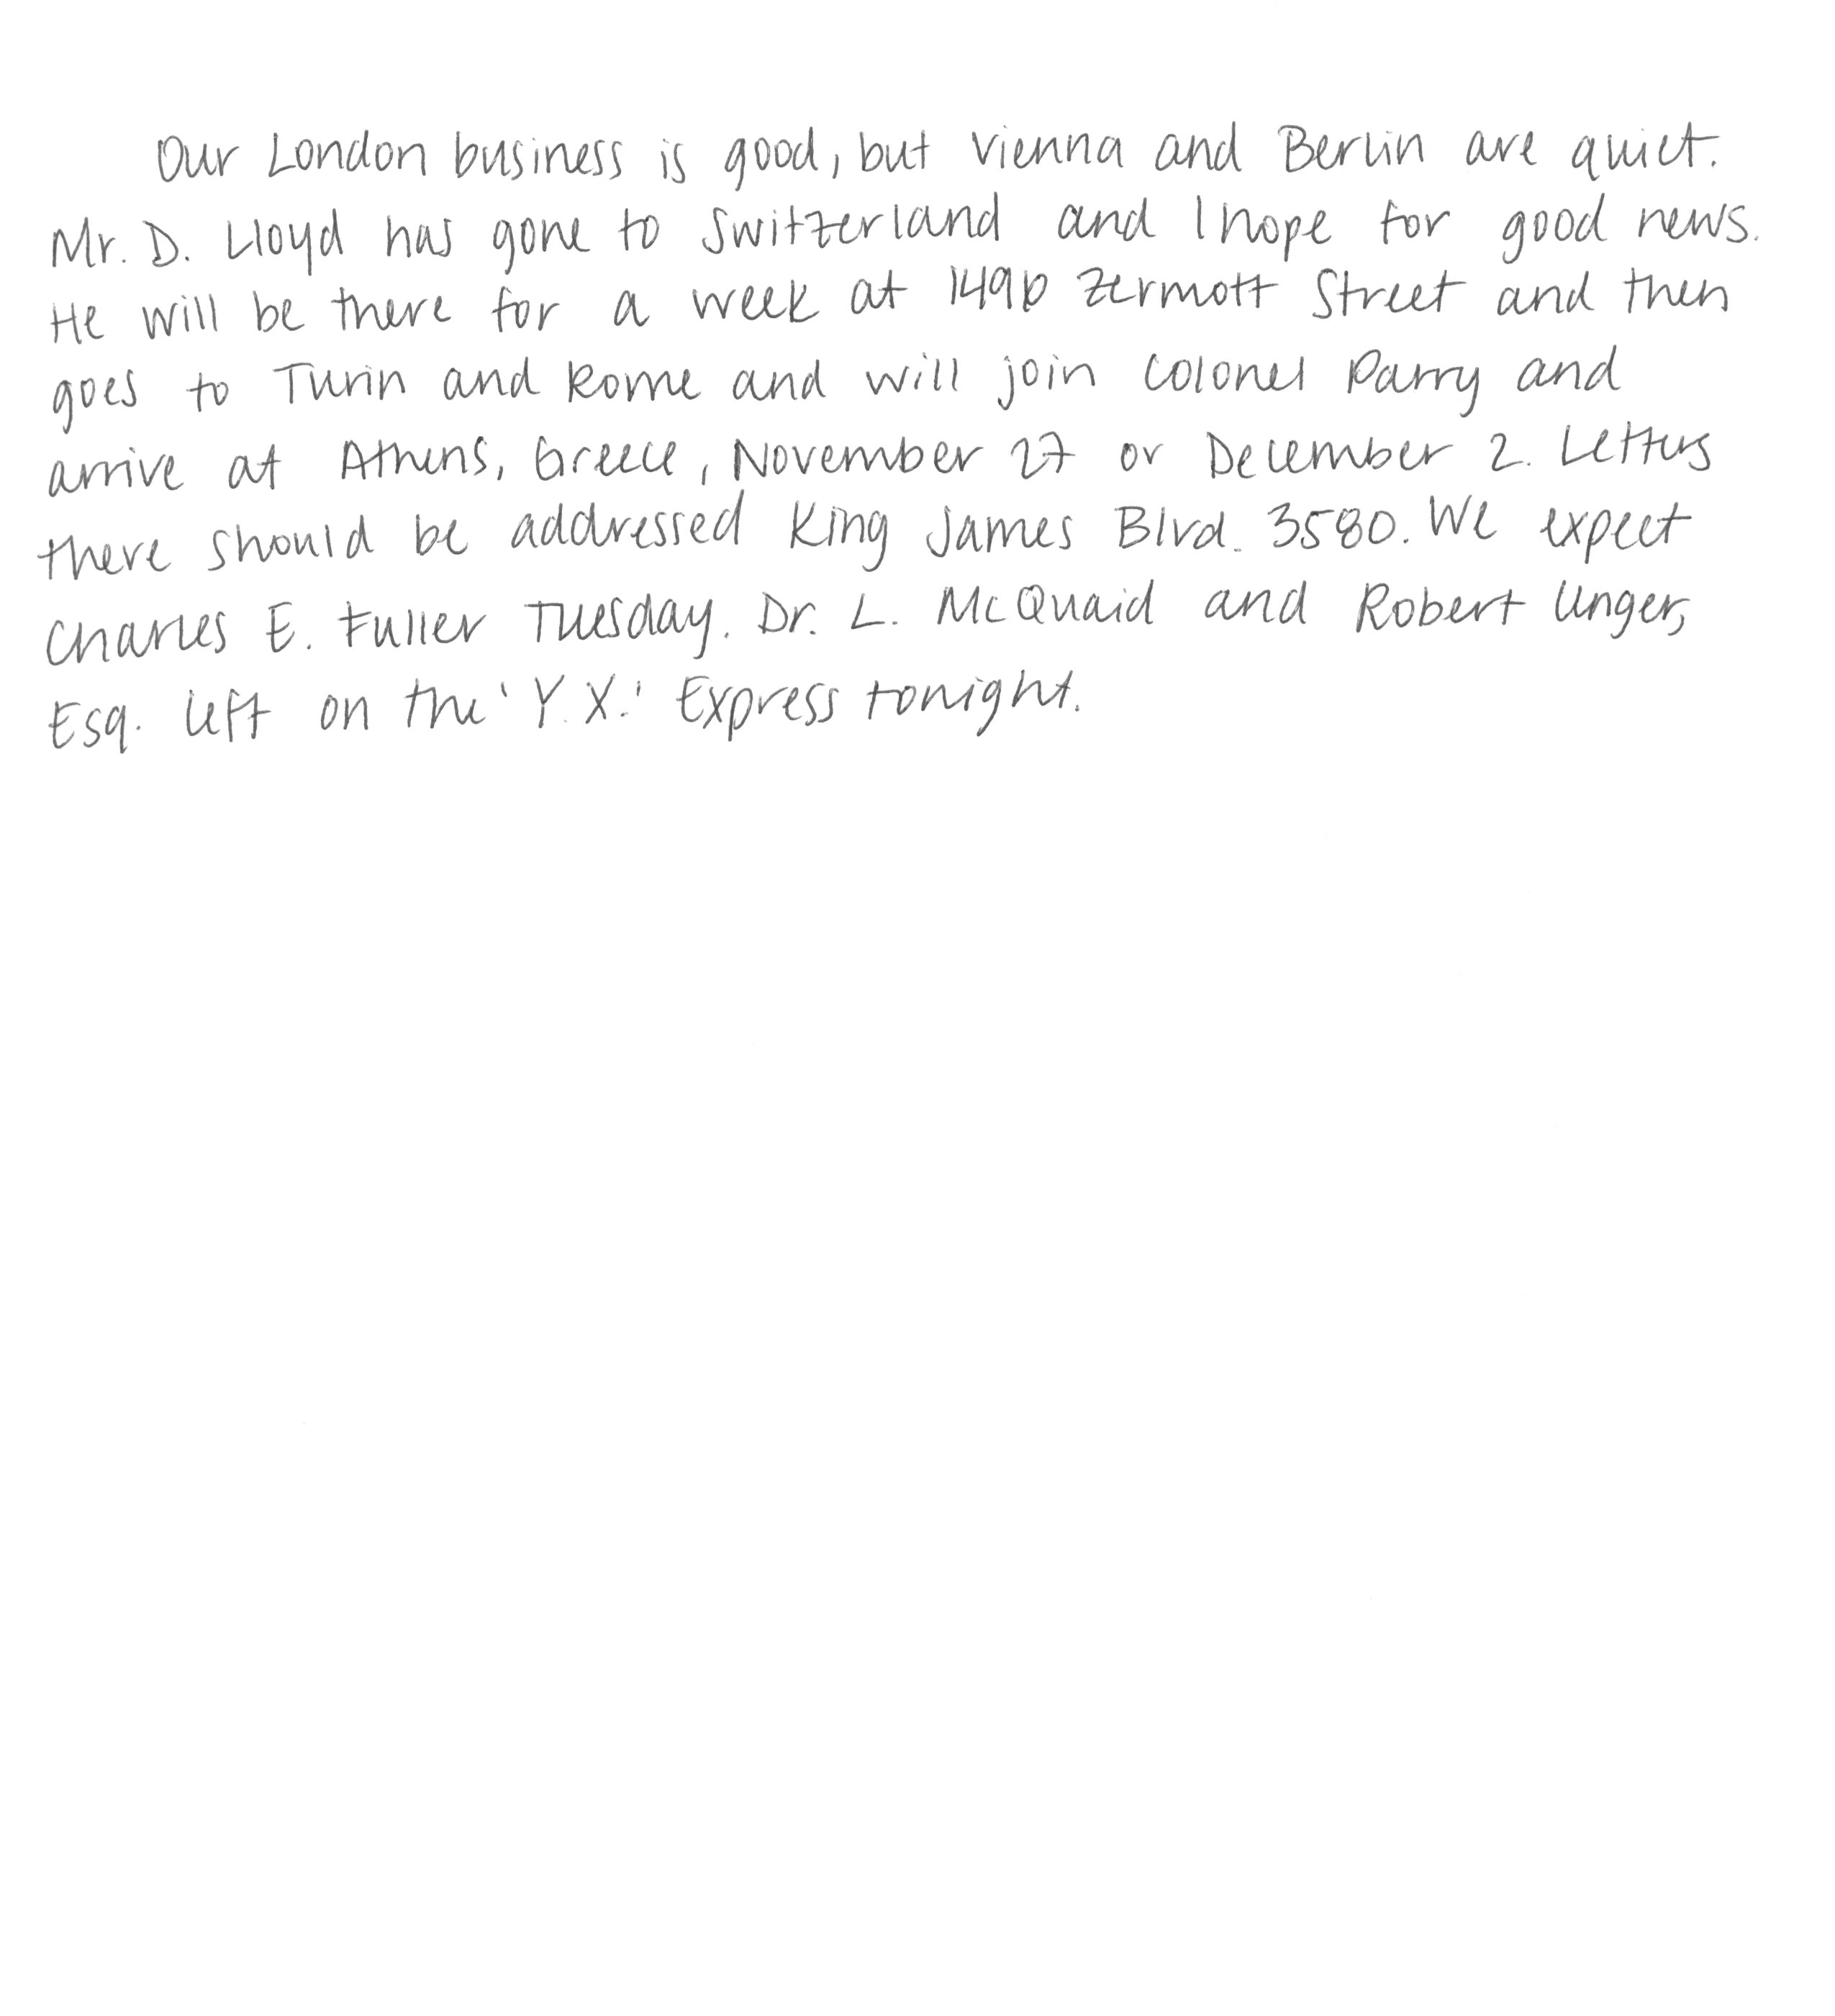 Our London business is good, but Vienna and Berlin are quiet.
Mr. D. Lloyd has gone to Switzerland and I hope for good news.
He will be there for a week at 1496 Zermott Street and then
goes to Turin and Rome and will join Colonel Parry and
arrive at Athens, Greece, November 27 or December 2. Letters
there should be addressed King James Blvd. 3580. We expect
Charles E. Fuller Tuesday. Dr. L. McQuaid and Robert Unger,
Esq. left on the 'Y.X.' Express tonight.